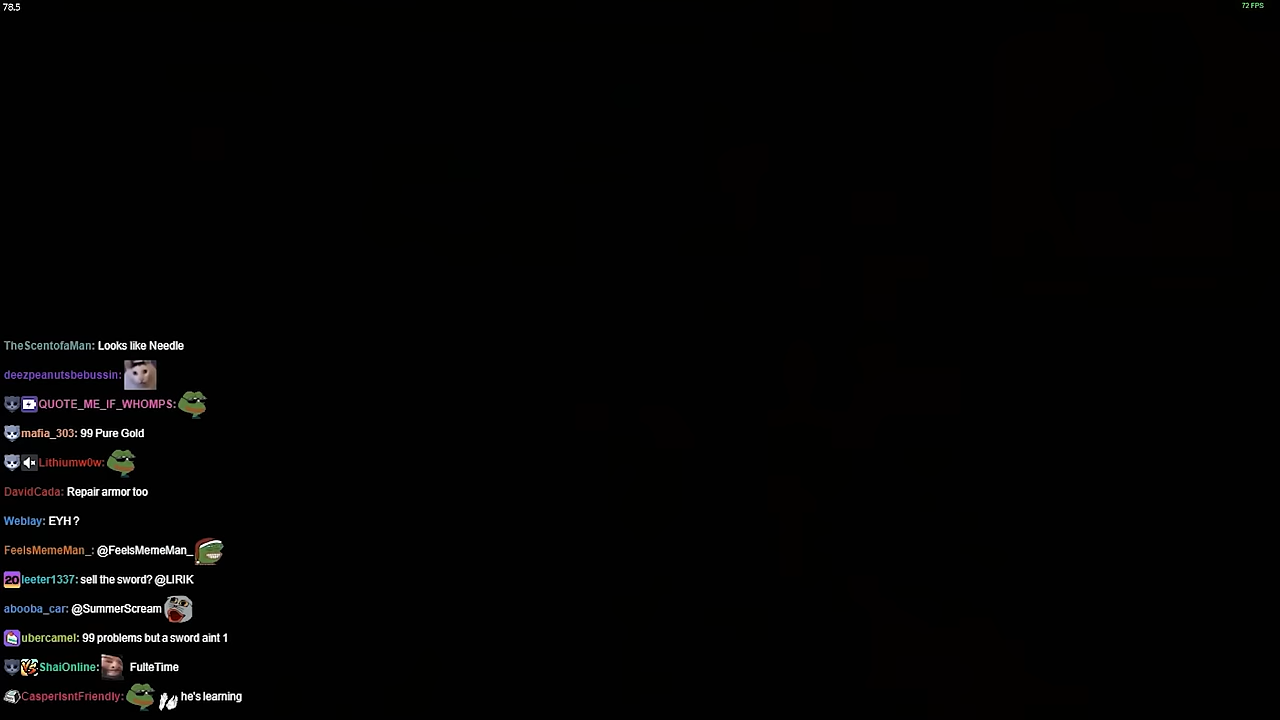 78.5
72 FPS
TheScentofaMan: Looks like Needle
deezpeanutsbebussin:
QUOTE_ME_IF_WHOMPS:
mafia_303: 99 Pure Gold
Lithiumw0w:
DavidCada: Repair armor too
Weblay: EYH ?
FeelsMemeMan_: @FeelsMemeMan_
20 leeter1337: sell the sword? @LIRIK
abooba_car: @SummerScream
ubercamel: 99 problems but a sword aint 1
ShaiOnline: FulteTime
CasperIsntFriendly: he's learning